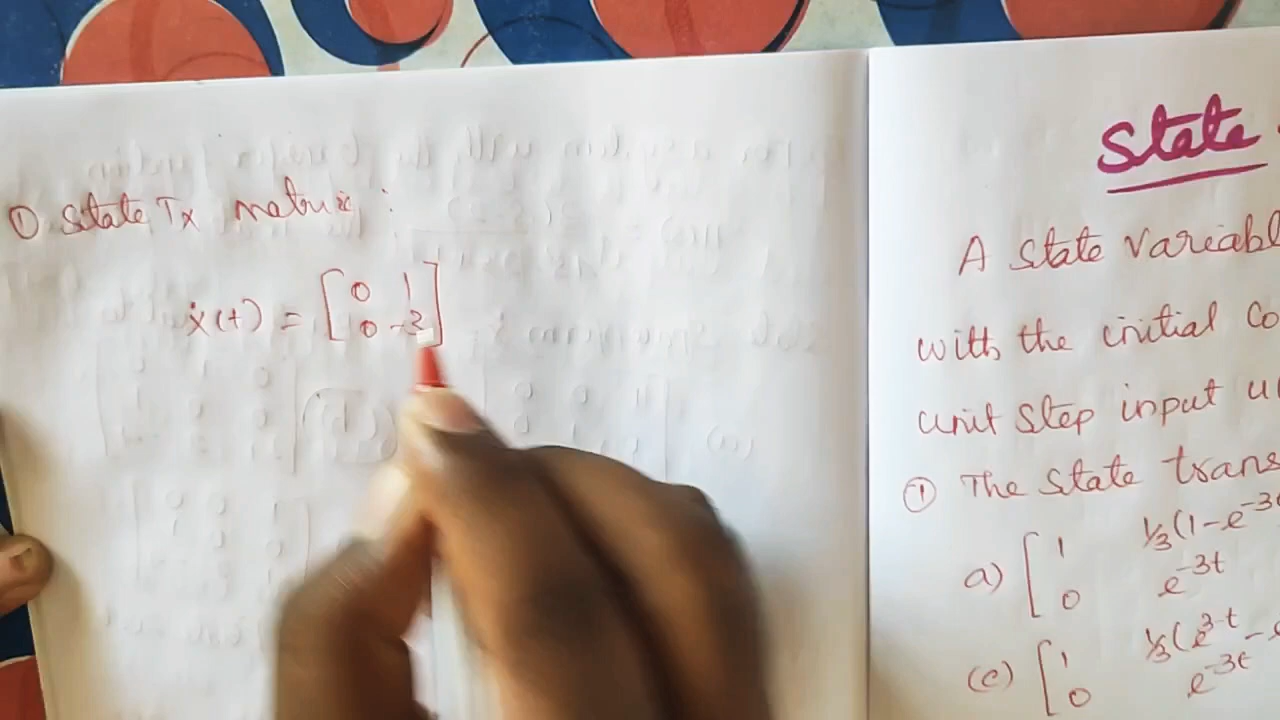 ① State Tx matrix :
ẋ(t) = [ 0 1
0 -3 ]
State
A state variabl
with the initial co
unit step input u
① The state trans
a) [ 1 1/3(1-e^-3t
0 e^-3t
(c) [ 1 1/3(e^3-t -
0 e^-3t